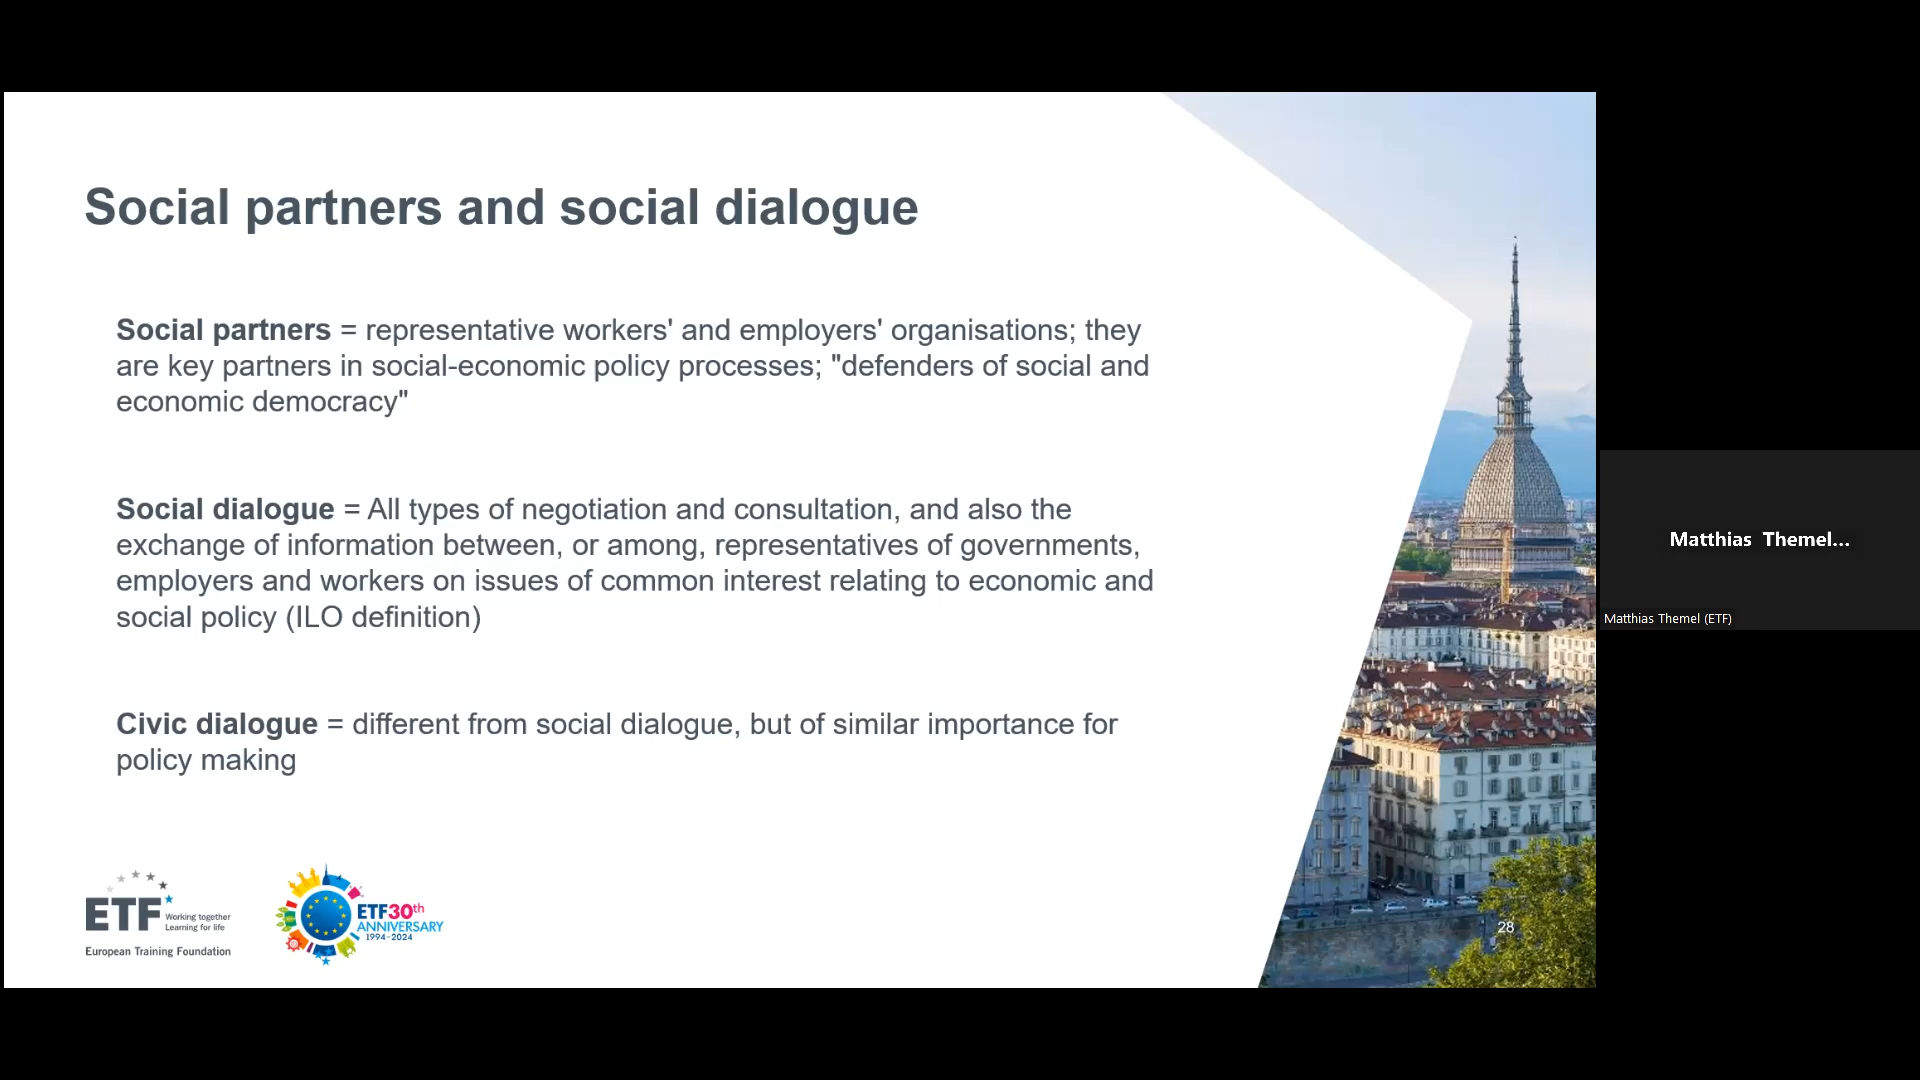 Social partners and social dialogue
Social partners = representative workers' and employers' organisations; they
are key partners in social-economic policy processes; "defenders of social and
economic democracy"
Social dialogue = All types of negotiation and consultation, and also the
exchange of information between, or among, representatives of governments,
employers and workers on issues of common interest relating to economic and
social policy (ILO definition)
Civic dialogue = different from social dialogue, but of similar importance for
policy making
ETF
Working together
Learning for life
European Training Foundation
ETF30th
ANNIVERSARY
1994-2024
28
Matthias Themel...
Matthias Themel (ETF)